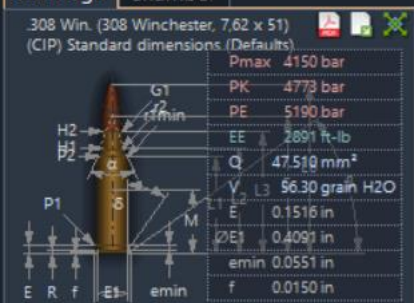 .308 Win. (308 Winchester, 7,62 x 51)
(CIP) Standard dimensions (Defaults)
Pmax 4150 bar
PK 4773 bar
PE 5190 bar
EE 2891 ft-lb
Q 47.510 mm²
V 56.30 grain H2O
E 0.1516 in
ØE1 0.4091 in
emin 0.0551 in
f 0.0150 in
G1
r2
r1min
H2
H1
P2
α
P1
δ
M
L1
L2
L3
E R f E1 emin